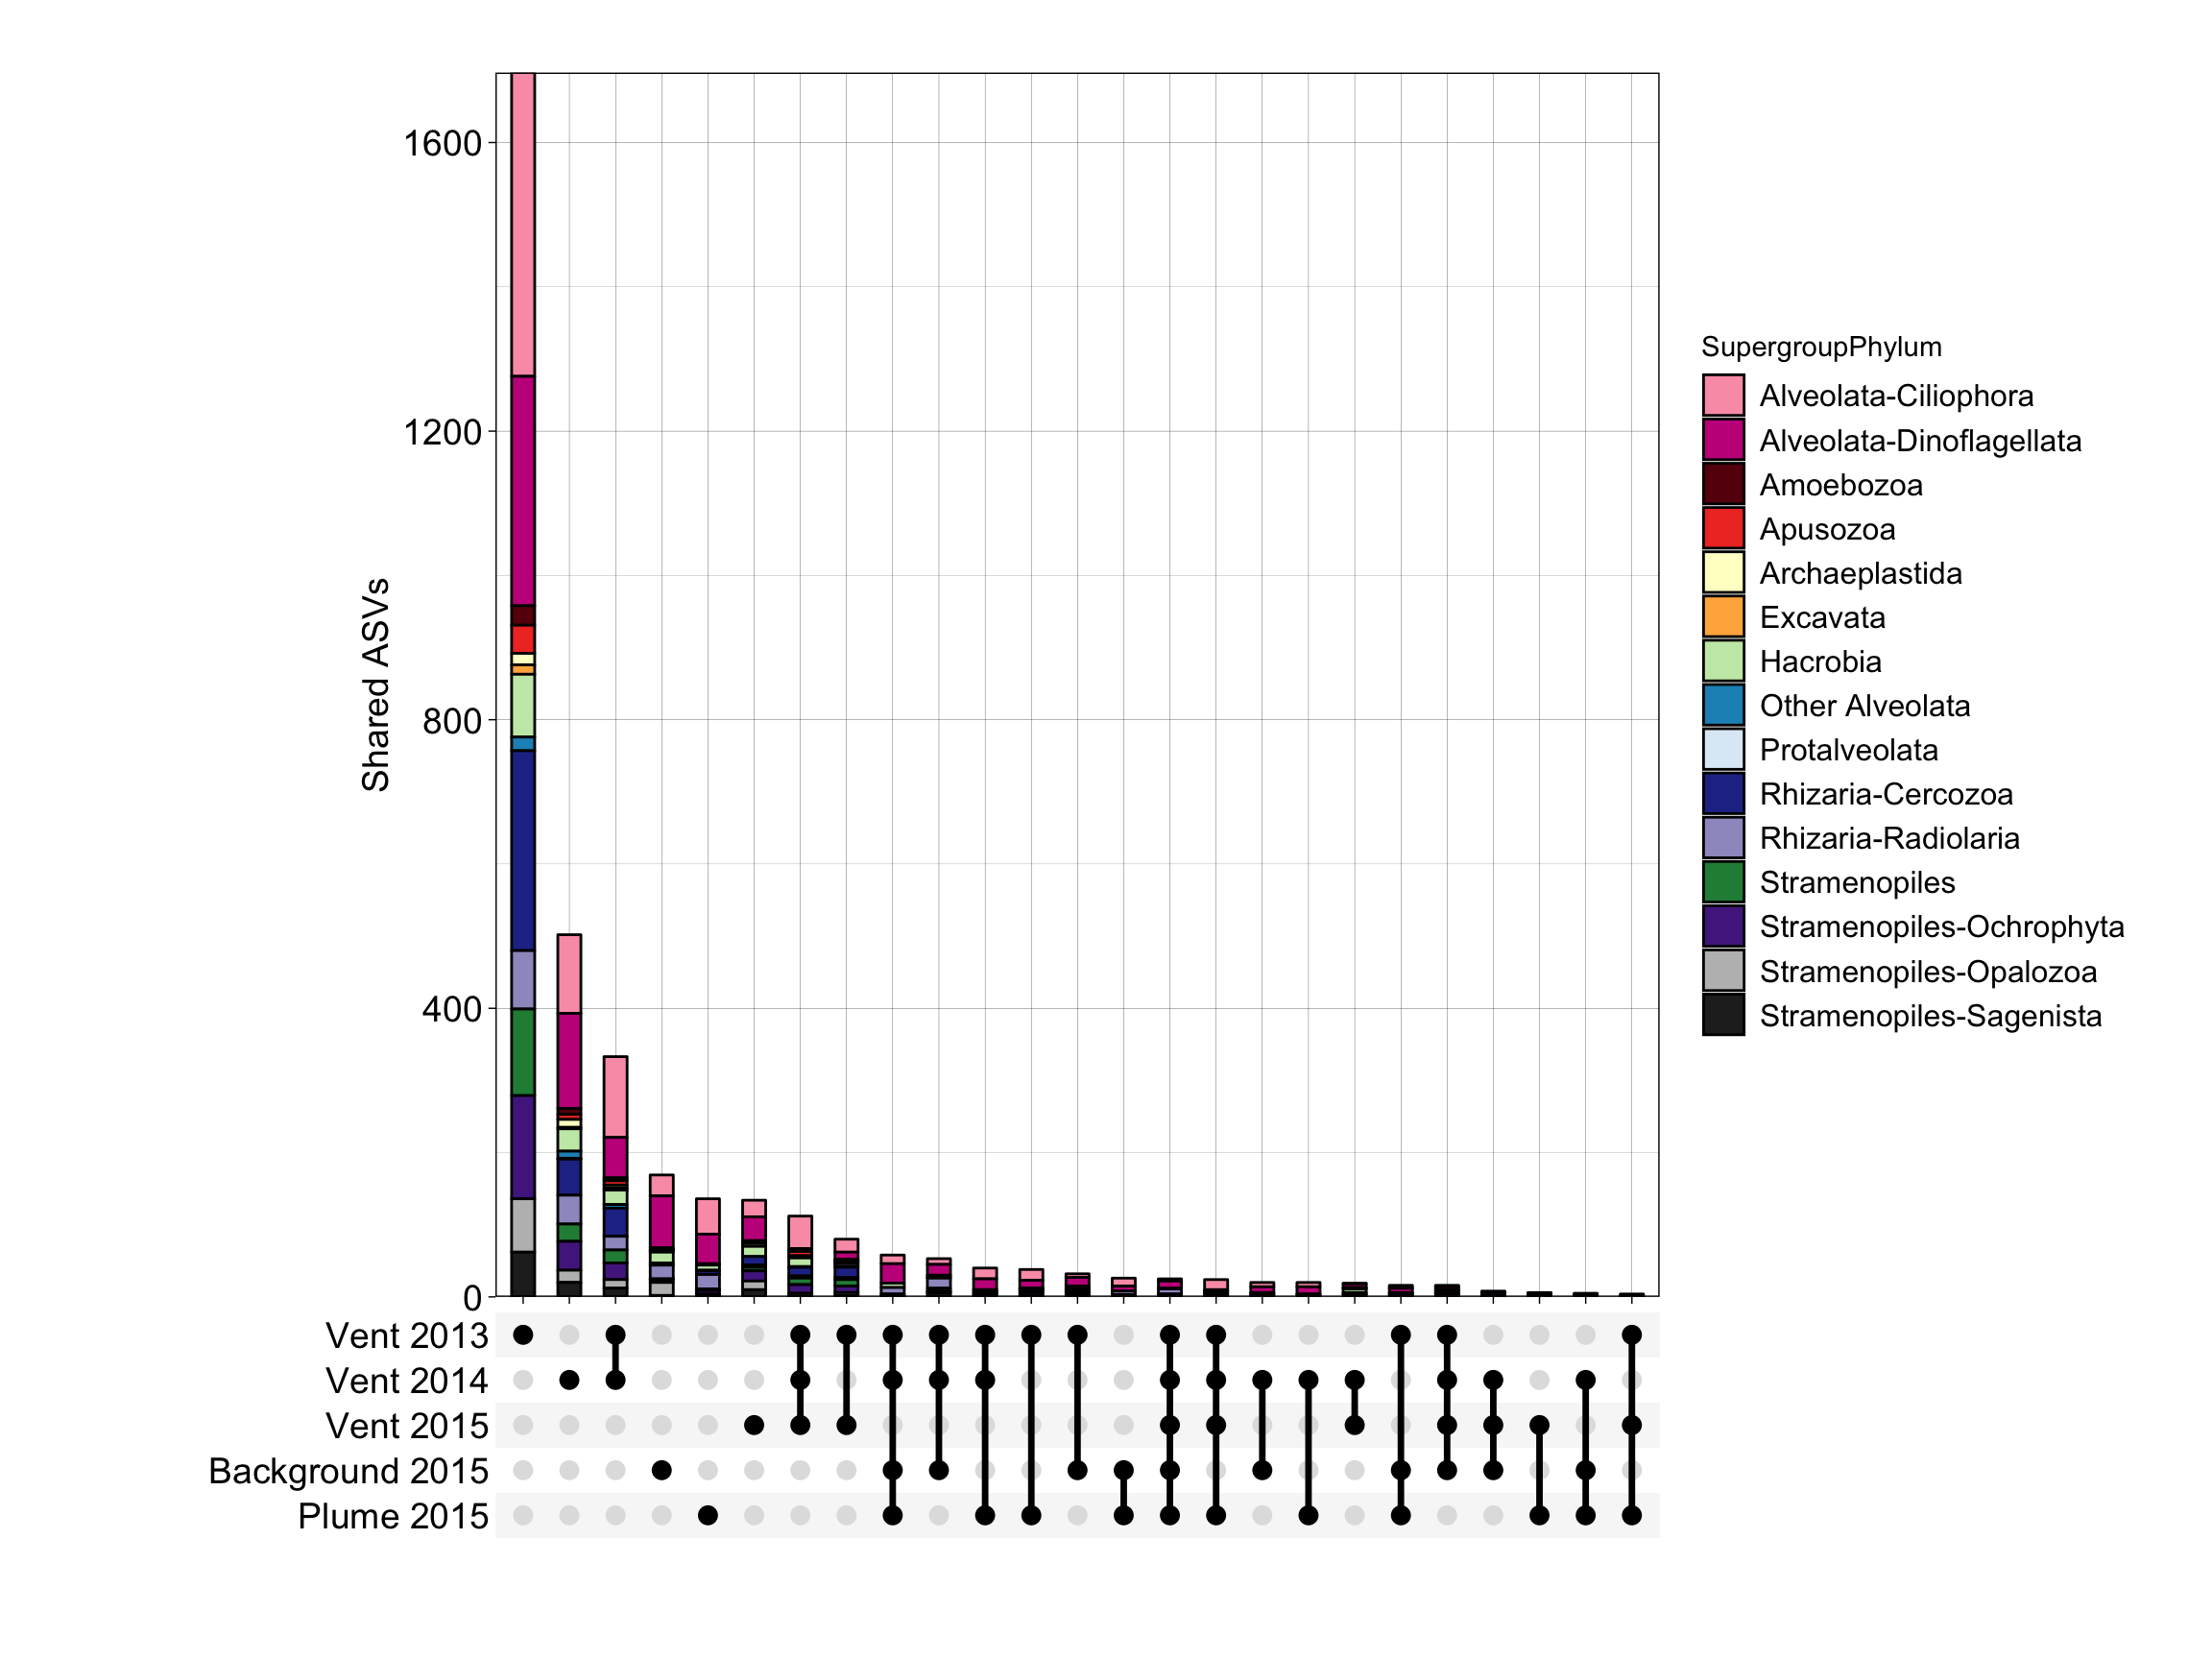 1600
1200
800
400
0
Shared ASVs
SupergroupPhylum
Alveolata-Ciliophora
Alveolata-Dinoflagellata
Amoebozoa
Apusozoa
Archaeplastida
Excavata
Hacrobia
Other Alveolata
Protalveolata
Rhizaria-Cercozoa
Rhizaria-Radiolaria
Stramenopiles
Stramenopiles-Ochrophyta
Stramenopiles-Opalozoa
Stramenopiles-Sagenista
Vent 2013
Vent 2014
Vent 2015
Background 2015
Plume 2015